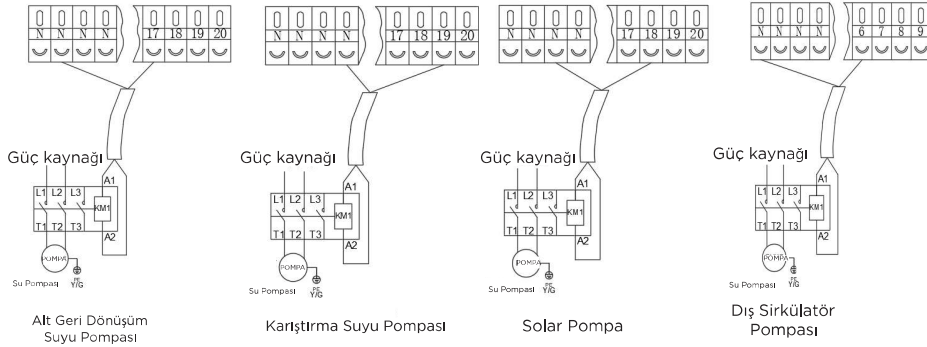 N N N N 17 18 19 20
Güç kaynağı
L1 L2 L3 A1
KM1
T1 T2 T3 A2
POMPA
Su Pompası PE
Y/G
Alt Geri Dönüşüm
Suyu Pompası
N N N N 17 18 19 20
Güç kaynağı
L1 L2 L3 A1
KM1
T1 T2 T3 A2
POMPA
Su Pompası PE
Y/G
Karıştırma Suyu Pompası
N N N N 17 18 19 20
Güç kaynağı
L1 L2 L3 A1
KM1
T1 T2 T3 A2
POMPA
Su Pompası PE
Y/G
Solar Pompa
N N N N 6 7 8 9
Güç kaynağı
L1 L2 L3 A1
KM1
T1 T2 T3 A2
POMPA
Su Pompası PE
Y/G
Dış Sirkülatör
Pompası